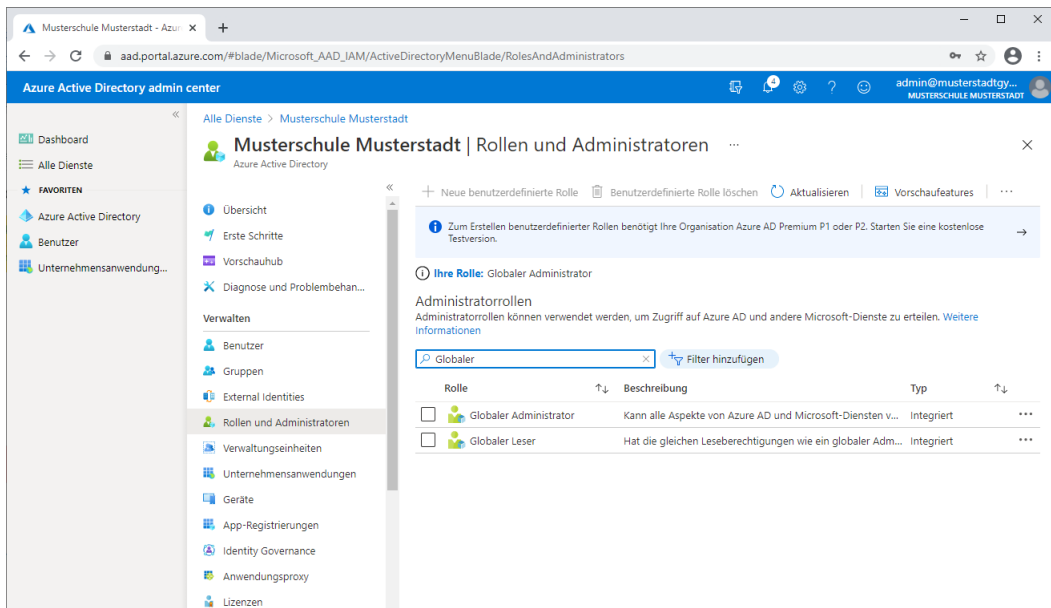 Musterschule Musterstadt - Azur
aad.portal.azure.com/#blade/Microsoft_AAD_IAM/ActiveDirectoryMenuBlade/RolesAndAdministrators
Azure Active Directory admin center
4
admin@musterstadtgy...
MUSTERSCHULE MUSTERSTADT
Dashboard
Alle Dienste
FAVORITEN
Azure Active Directory
Benutzer
Unternehmensanwendung...
Alle Dienste > Musterschule Musterstadt
Musterschule Musterstadt | Rollen und Administratoren ...
Azure Active Directory
Übersicht
Erste Schritte
Vorschauhub
Diagnose und Problembehan...
Verwalten
Benutzer
Gruppen
External Identities
Rollen und Administratoren
Verwaltungseinheiten
Unternehmensanwendungen
Geräte
App-Registrierungen
Identity Governance
Anwendungsproxy
Lizenzen
Neue benutzerdefinierte Rolle Benutzerdefinierte Rolle löschen Aktualisieren Vorschaufeatures ...
Zum Erstellen benutzerdefinierter Rollen benötigt Ihre Organisation Azure AD Premium P1 oder P2. Starten Sie eine kostenlose
Testversion.
Ihre Rolle: Globaler Administrator
Administratorrollen
Administratorrollen können verwendet werden, um Zugriff auf Azure AD und andere Microsoft-Dienste zu erteilen. Weitere
Informationen
Globaler
Filter hinzufügen
Rolle Beschreibung Typ
Globaler Administrator Kann alle Aspekte von Azure AD und Microsoft-Diensten v... Integriert ...
Globaler Leser Hat die gleichen Leseberechtigungen wie ein globaler Adm... Integriert ...